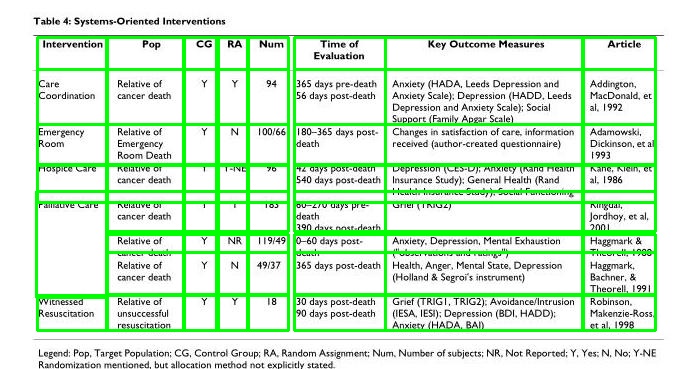 Table 4: Systems-Oriented Interventions
Intervention Pop CG RA Num Time of Evaluation Key Outcome Measures Article
Care Coordination Relative of cancer death Y Y 94 365 days pre-death 56 days post-death Anxiety (HADA, Leeds Depression and Anxiety Scale); Depression (HADD, Leeds Depression and Anxiety Scale); Social Support (Family Apgar Scale) Addington, MacDonald, et al, 1992
Emergency Room Relative of Emergency Room Death Y N 100/66 180–365 days post-death Changes in satisfaction of care, information received (author-created questionnaire) Adamowski, Dickinson, et al 1993
Hospice Care Relative of cancer death Y Y-NE 96 42 days post-death 540 days post-death Depression (CES-D); Anxiety (Rand Health Insurance Study); General Health (Rand Health Insurance Study); Social Functioning Kane, Klein, et al, 1986
Palliative Care Relative of cancer death Y Y 183 60–270 days pre-death 390 days post-death Grief (TRIG2) Ringdal, Jordhoy, et al, 2001
Relative of cancer death Y NR 119/49 0–60 days post-death Anxiety, Depression, Mental Exhaustion ("observations and ratings") Haggmark & Theorell, 1988
Relative of cancer death Y N 49/37 365 days post-death Health, Anger, Mental State, Depression (Holland & Segroi's instrument) Haggmark, Bachner, & Theorell, 1991
Witnessed Resuscitation Relative of unsuccessful resuscitation Y Y 18 30 days post-death 90 days post-death Grief (TRIG1, TRIG2); Avoidance/Intrusion (IESA, IESI); Depression (BDI, HADD); Anxiety (HADA, BAI) Robinson, Makenzie-Ross, et al, 1998
Legend: Pop, Target Population; CG, Control Group; RA, Random Assignment; Num, Number of subjects; NR, Not Reported; Y, Yes; N, No; Y-NE
Randomization mentioned, but allocation method not explicitly stated.